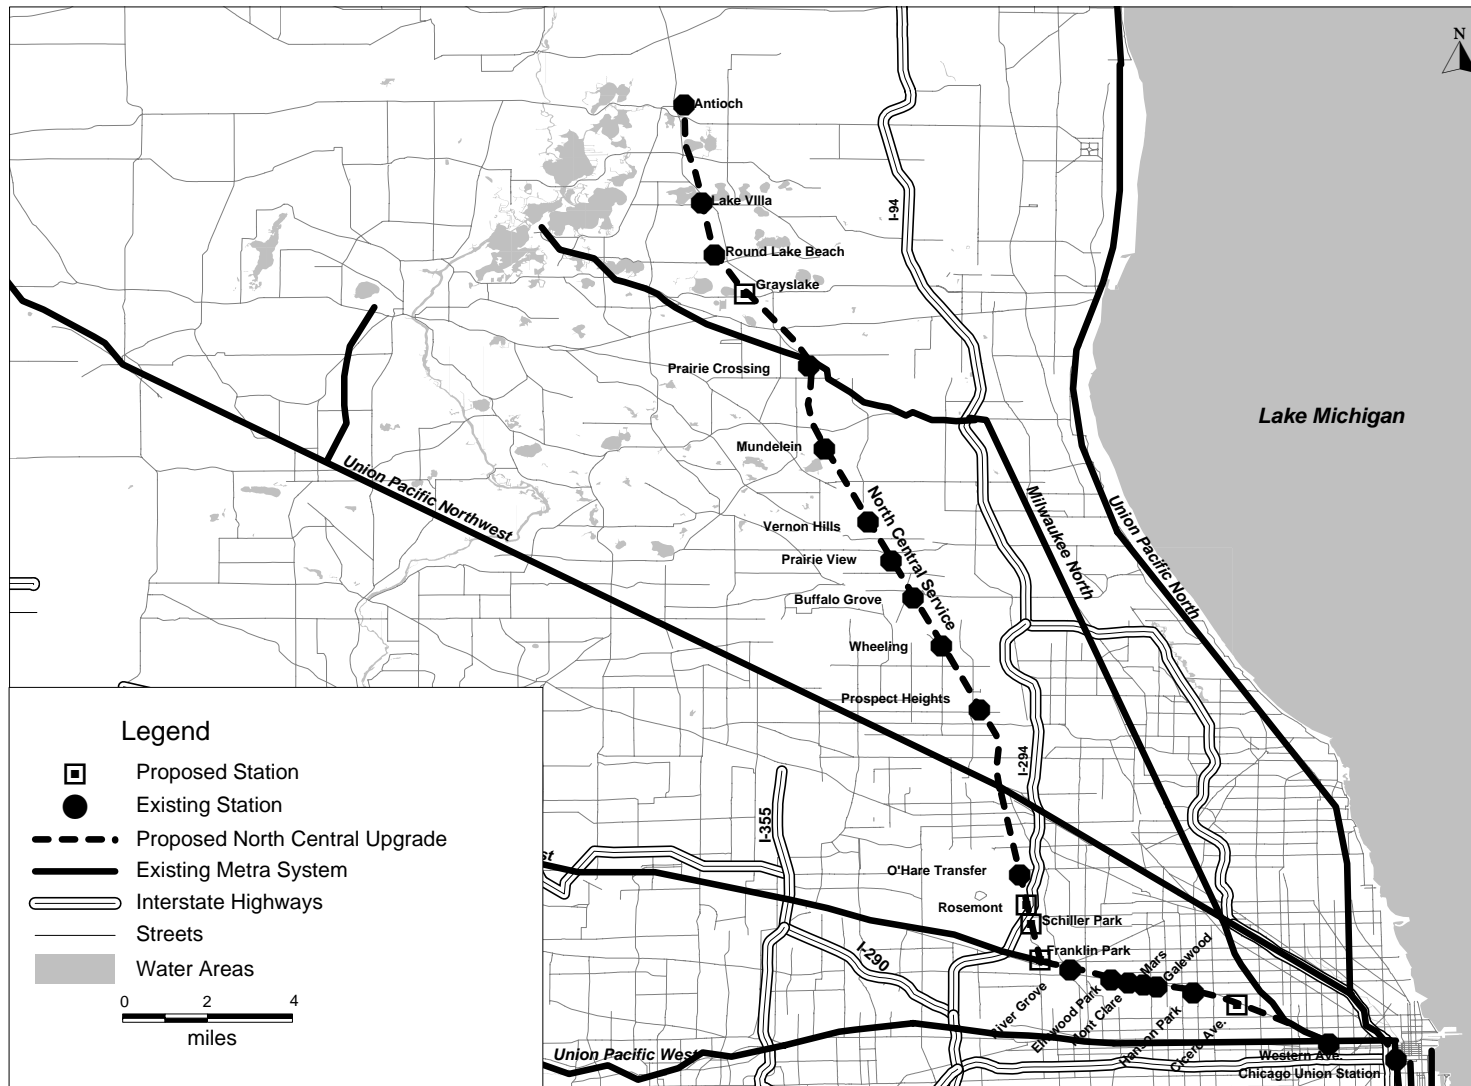 N
Antioch
I-94
Lake VIlla
Round Lake Beach
Grayslake
Prairie Crossing
Lake Michigan
Mundelein
Union Pacific Northwest
North Central Service
Milwaukee North
Union Pacific North
Vernon Hills
Prairie View
Buffalo Grove
Wheeling
Prospect Heights
I-294
I-355
O'Hare Transfer
Rosemont
Schiller Park
Franklin Park
I-290
River Grove
Elmwood Park
Mont Clare
Mars
Galewood
Hanson Park
Cicero Ave.
Union Pacific West
Western Ave.
Chicago Union Station
st
Legend
Proposed Station
Existing Station
Proposed North Central Upgrade
Existing Metra System
Interstate Highways
Streets
Water Areas
0 2 4
miles